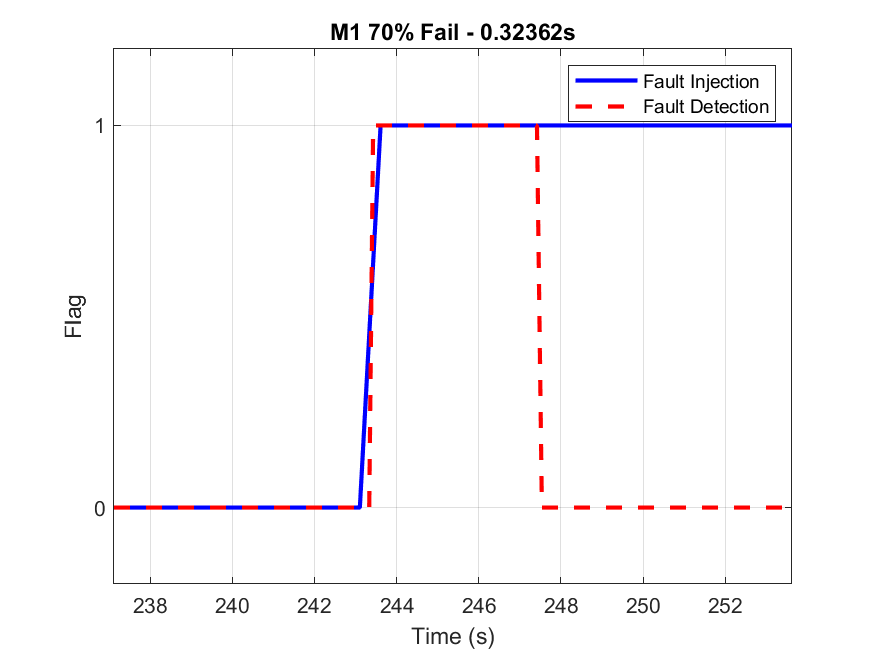 M1 70% Fail - 0.32362s
Fault Injection
Fault Detection
1
0
Flag
238 240 242 244 246 248 250 252
Time (s)